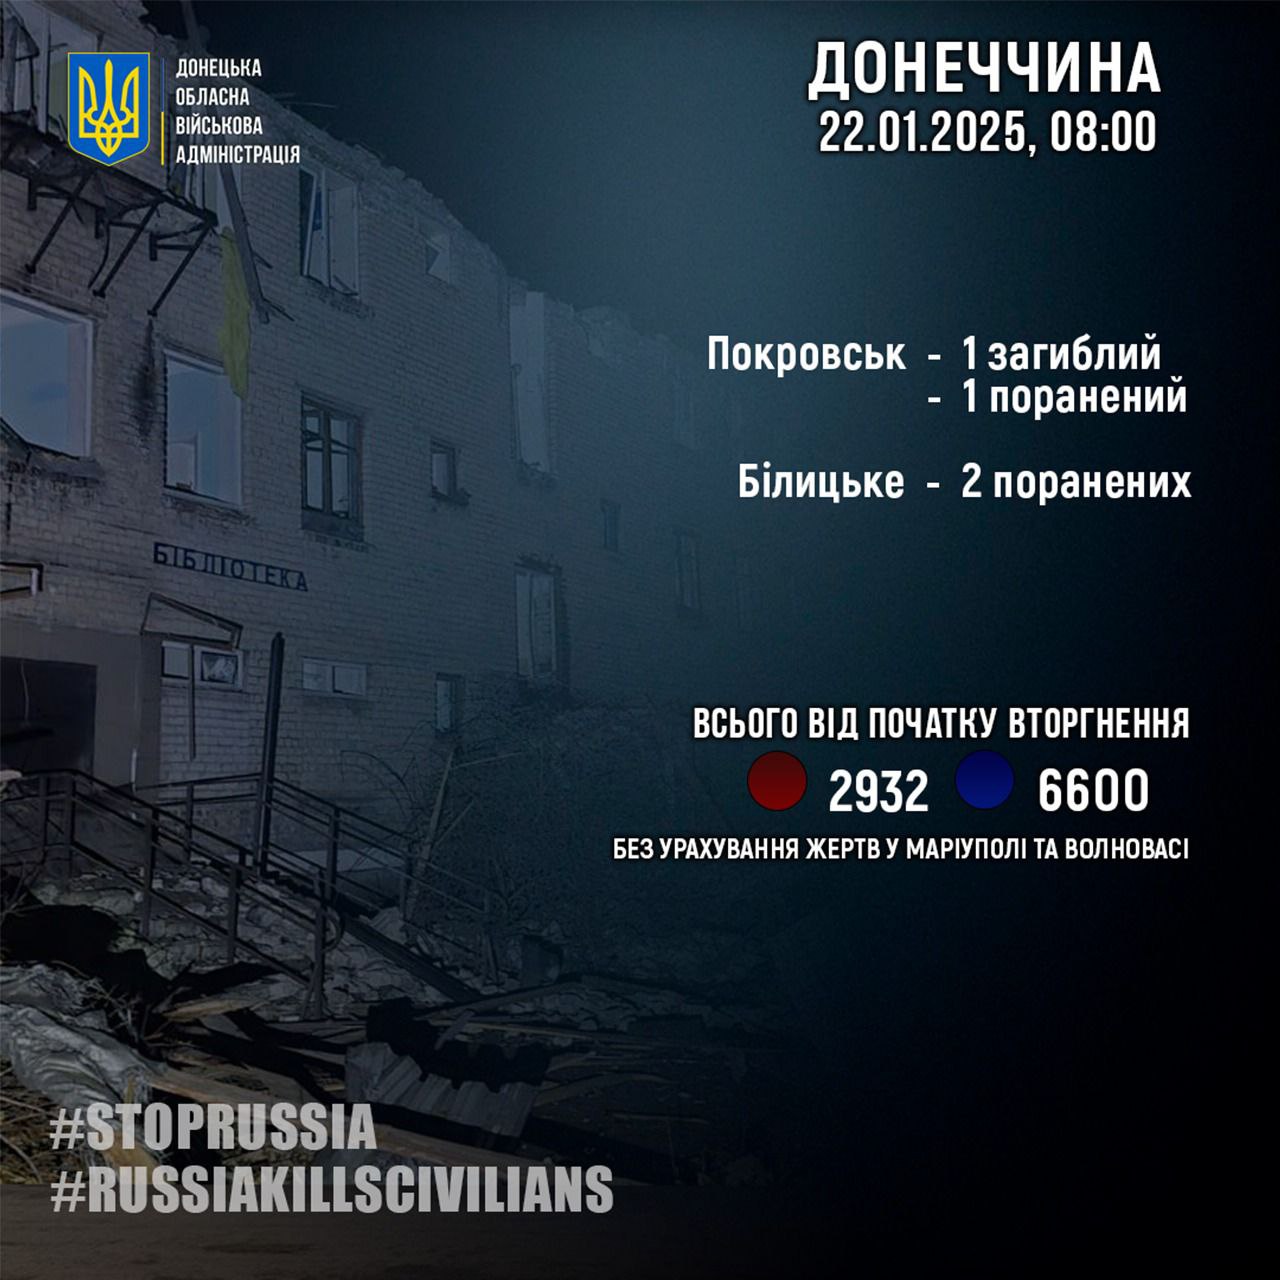 ДОНЕЦЬКА
ОБЛАСНА
ВІЙСЬКОВА
АДМІНІСТРАЦІЯ
ДОНЕЧЧИНА
22.01.2025, 08:00
Покровськ - 1 загиблий
- 1 поранений
Білицьке - 2 поранених
БІБЛІОТЕКА
ВСЬОГО ВІД ПОЧАТКУ ВТОРГНЕННЯ
2932 6600
БЕЗ УРАХУВАННЯ ЖЕРТВ У МАРІУПОЛІ ТА ВОЛНОВАСІ
#STOPRUSSIA
#RUSSIAKILLSCIVILIANS